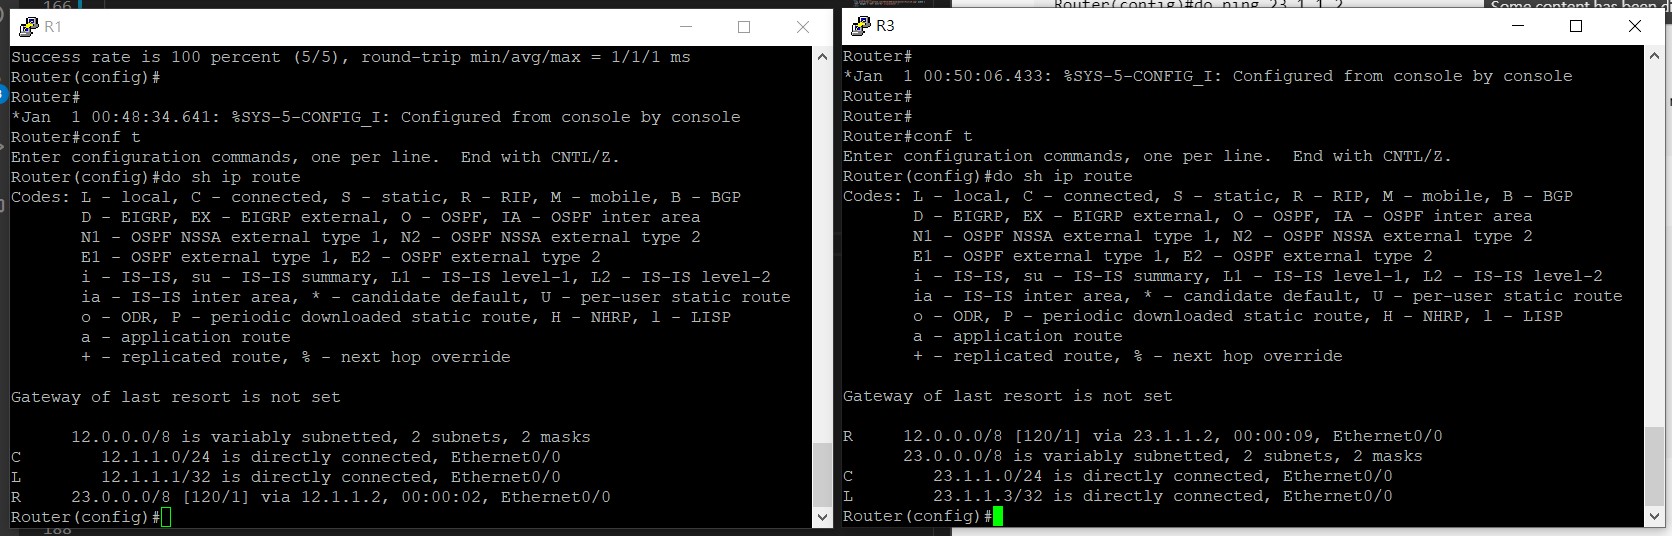 166
Router(config)#do ping 23.1.1.2
Some content has been di
R1
Success rate is 100 percent (5/5), round-trip min/avg/max = 1/1/1 ms
Router(config)#
Router#
*Jan  1 00:48:34.641: %SYS-5-CONFIG_I: Configured from console by console
Router#conf t
Enter configuration commands, one per line.  End with CNTL/Z.
Router(config)#do sh ip route
Codes: L - local, C - connected, S - static, R - RIP, M - mobile, B - BGP
       D - EIGRP, EX - EIGRP external, O - OSPF, IA - OSPF inter area
       N1 - OSPF NSSA external type 1, N2 - OSPF NSSA external type 2
       E1 - OSPF external type 1, E2 - OSPF external type 2
       i - IS-IS, su - IS-IS summary, L1 - IS-IS level-1, L2 - IS-IS level-2
       ia - IS-IS inter area, * - candidate default, U - per-user static route
       o - ODR, P - periodic downloaded static route, H - NHRP, l - LISP
       a - application route
       + - replicated route, % - next hop override
Gateway of last resort is not set
      12.0.0.0/8 is variably subnetted, 2 subnets, 2 masks
C        12.1.1.0/24 is directly connected, Ethernet0/0
L        12.1.1.1/32 is directly connected, Ethernet0/0
R     23.0.0.0/8 [120/1] via 12.1.1.2, 00:00:02, Ethernet0/0
Router(config)#
188
R3
Router#
*Jan  1 00:50:06.433: %SYS-5-CONFIG_I: Configured from console by console
Router#
Router#
Router#conf t
Enter configuration commands, one per line.  End with CNTL/Z.
Router(config)#do sh ip route
Codes: L - local, C - connected, S - static, R - RIP, M - mobile, B - BGP
       D - EIGRP, EX - EIGRP external, O - OSPF, IA - OSPF inter area
       N1 - OSPF NSSA external type 1, N2 - OSPF NSSA external type 2
       E1 - OSPF external type 1, E2 - OSPF external type 2
       i - IS-IS, su - IS-IS summary, L1 - IS-IS level-1, L2 - IS-IS level-2
       ia - IS-IS inter area, * - candidate default, U - per-user static route
       o - ODR, P - periodic downloaded static route, H - NHRP, l - LISP
       a - application route
       + - replicated route, % - next hop override
Gateway of last resort is not set
R     12.0.0.0/8 [120/1] via 23.1.1.2, 00:00:09, Ethernet0/0
      23.0.0.0/8 is variably subnetted, 2 subnets, 2 masks
C        23.1.1.0/24 is directly connected, Ethernet0/0
L        23.1.1.3/32 is directly connected, Ethernet0/0
Router(config)#